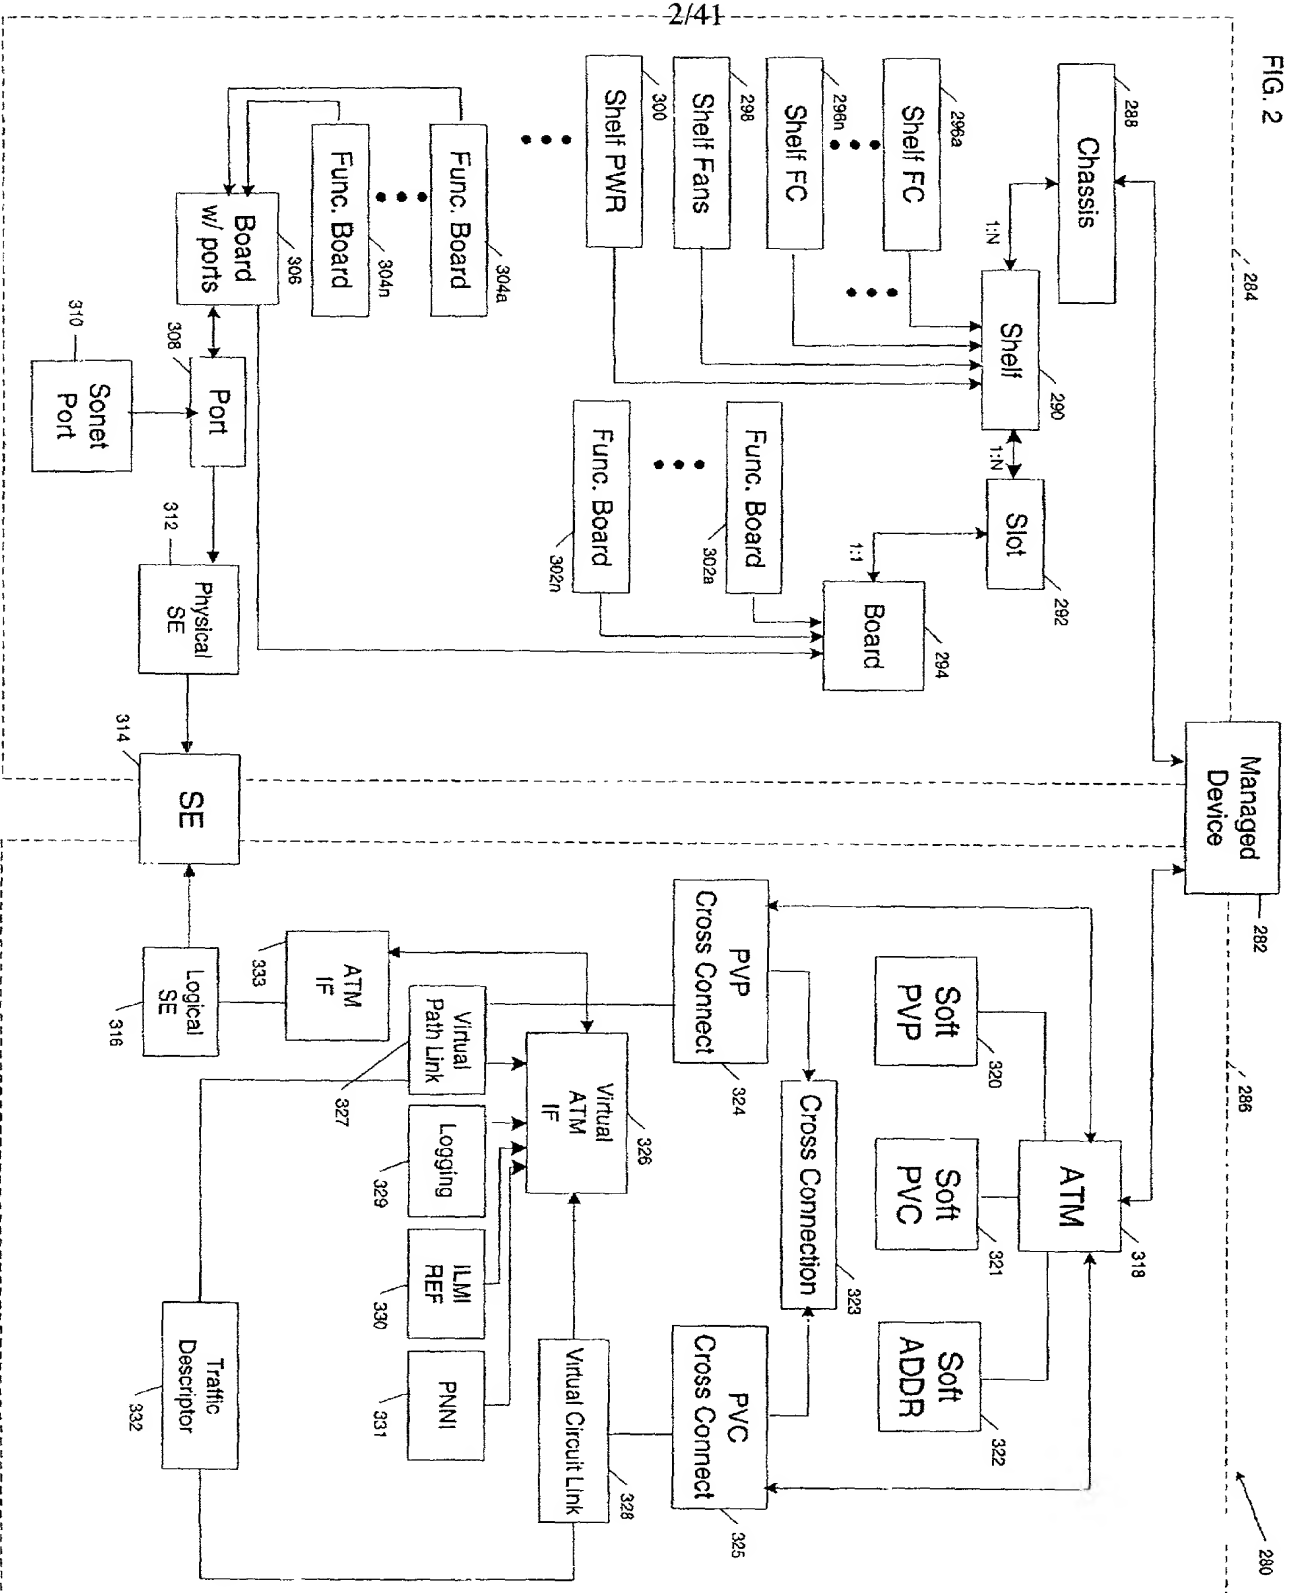 2/41
FIG. 2
280
Managed
Device
282
284
286
288
Chassis
1:N
Shelf
290
1:N
Slot
292
1:1
Board
294
296a
Shelf FC
296n
Shelf FC
298
Shelf Fans
300
Shelf PWR
Func. Board
302a
Func. Board
302n
Func. Board
304a
Func. Board
304n
Board
w/ ports
306
308
Port
310
Sonet
Port
312
Physical
SE
314
SE
Logical
SE
316
ATM
318
Soft
PVP
320
Soft
PVC
321
Soft
ADDR
322
Cross Connection
323
PVP
Cross Connect
324
PVC
Cross Connect
325
Virtual
ATM
IF
326
Virtual
Path Link
327
Virtual Circuit Link
328
Logging
329
ILMI
REF
330
PNNI
331
Traffic
Descriptor
332
ATM
IF
333